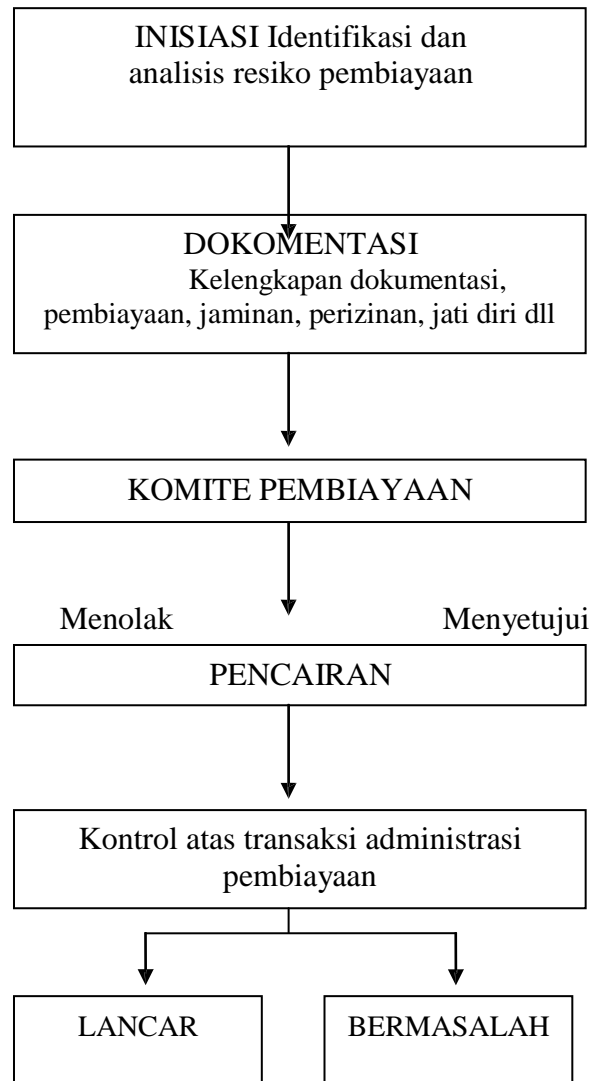 INISIASI Identifikasi dan
analisis resiko pembiayaan
DOKOMENTASI
Kelengkapan dokumentasi,
pembiayaan, jaminan, perizinan, jati diri dll
KOMITE PEMBIAYAAN
Menolak Menyetujui
PENCAIRAN
Kontrol atas transaksi administrasi
pembiayaan
LANCAR BERMASALAH